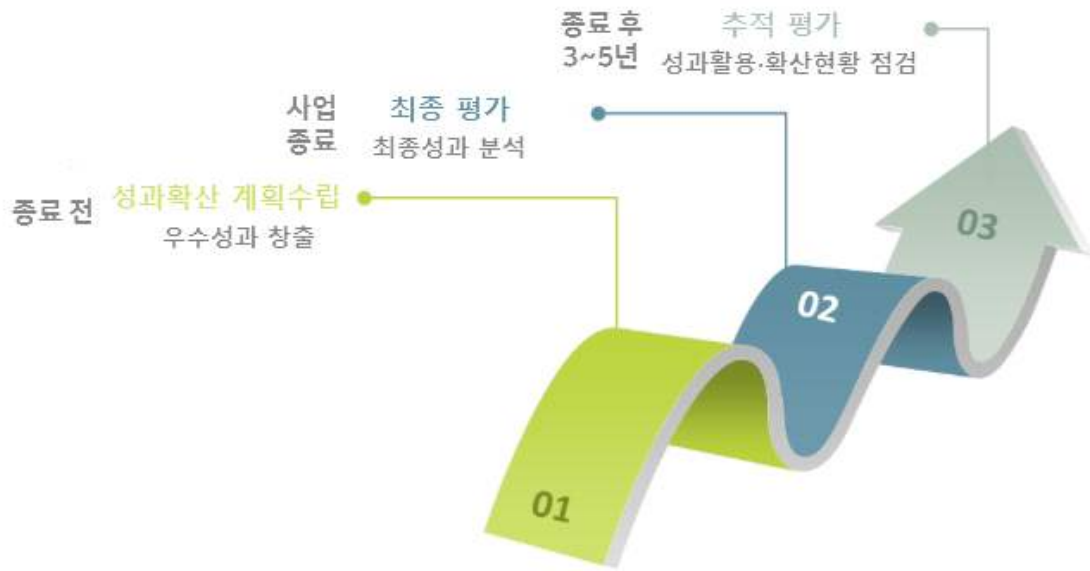 종료 후
3~5년
추적 평가
성과활용·확산현황 점검
사업
종료
최종 평가
최종성과 분석
종료 전
성과확산 계획수립
우수성과 창출
03
02
01